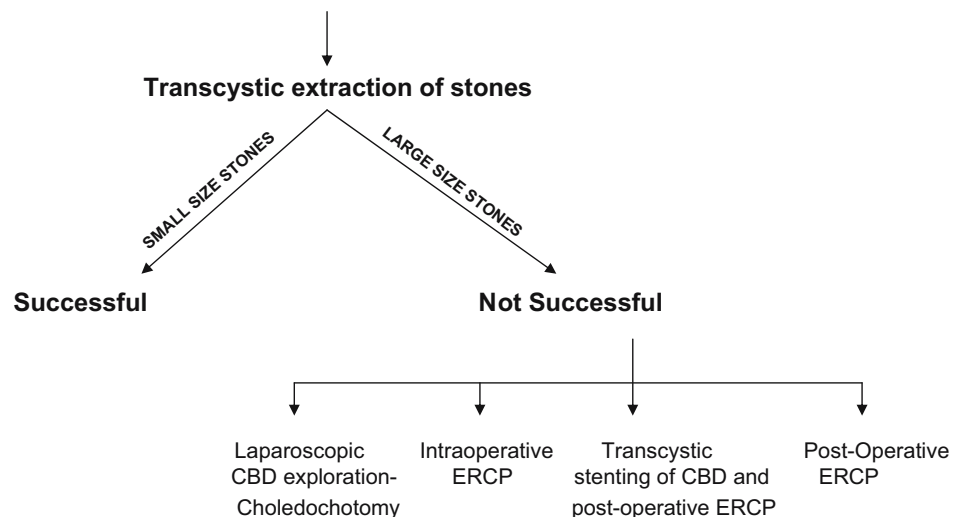 Transcystic extraction of stones
SMALL SIZE STONES
LARGE SIZE STONES
Successful
Not Successful
Laparoscopic
CBD exploration-
Choledochotomy
Intraoperative
ERCP
Transcystic
stenting of CBD and
post-operative ERCP
Post-Operative
ERCP